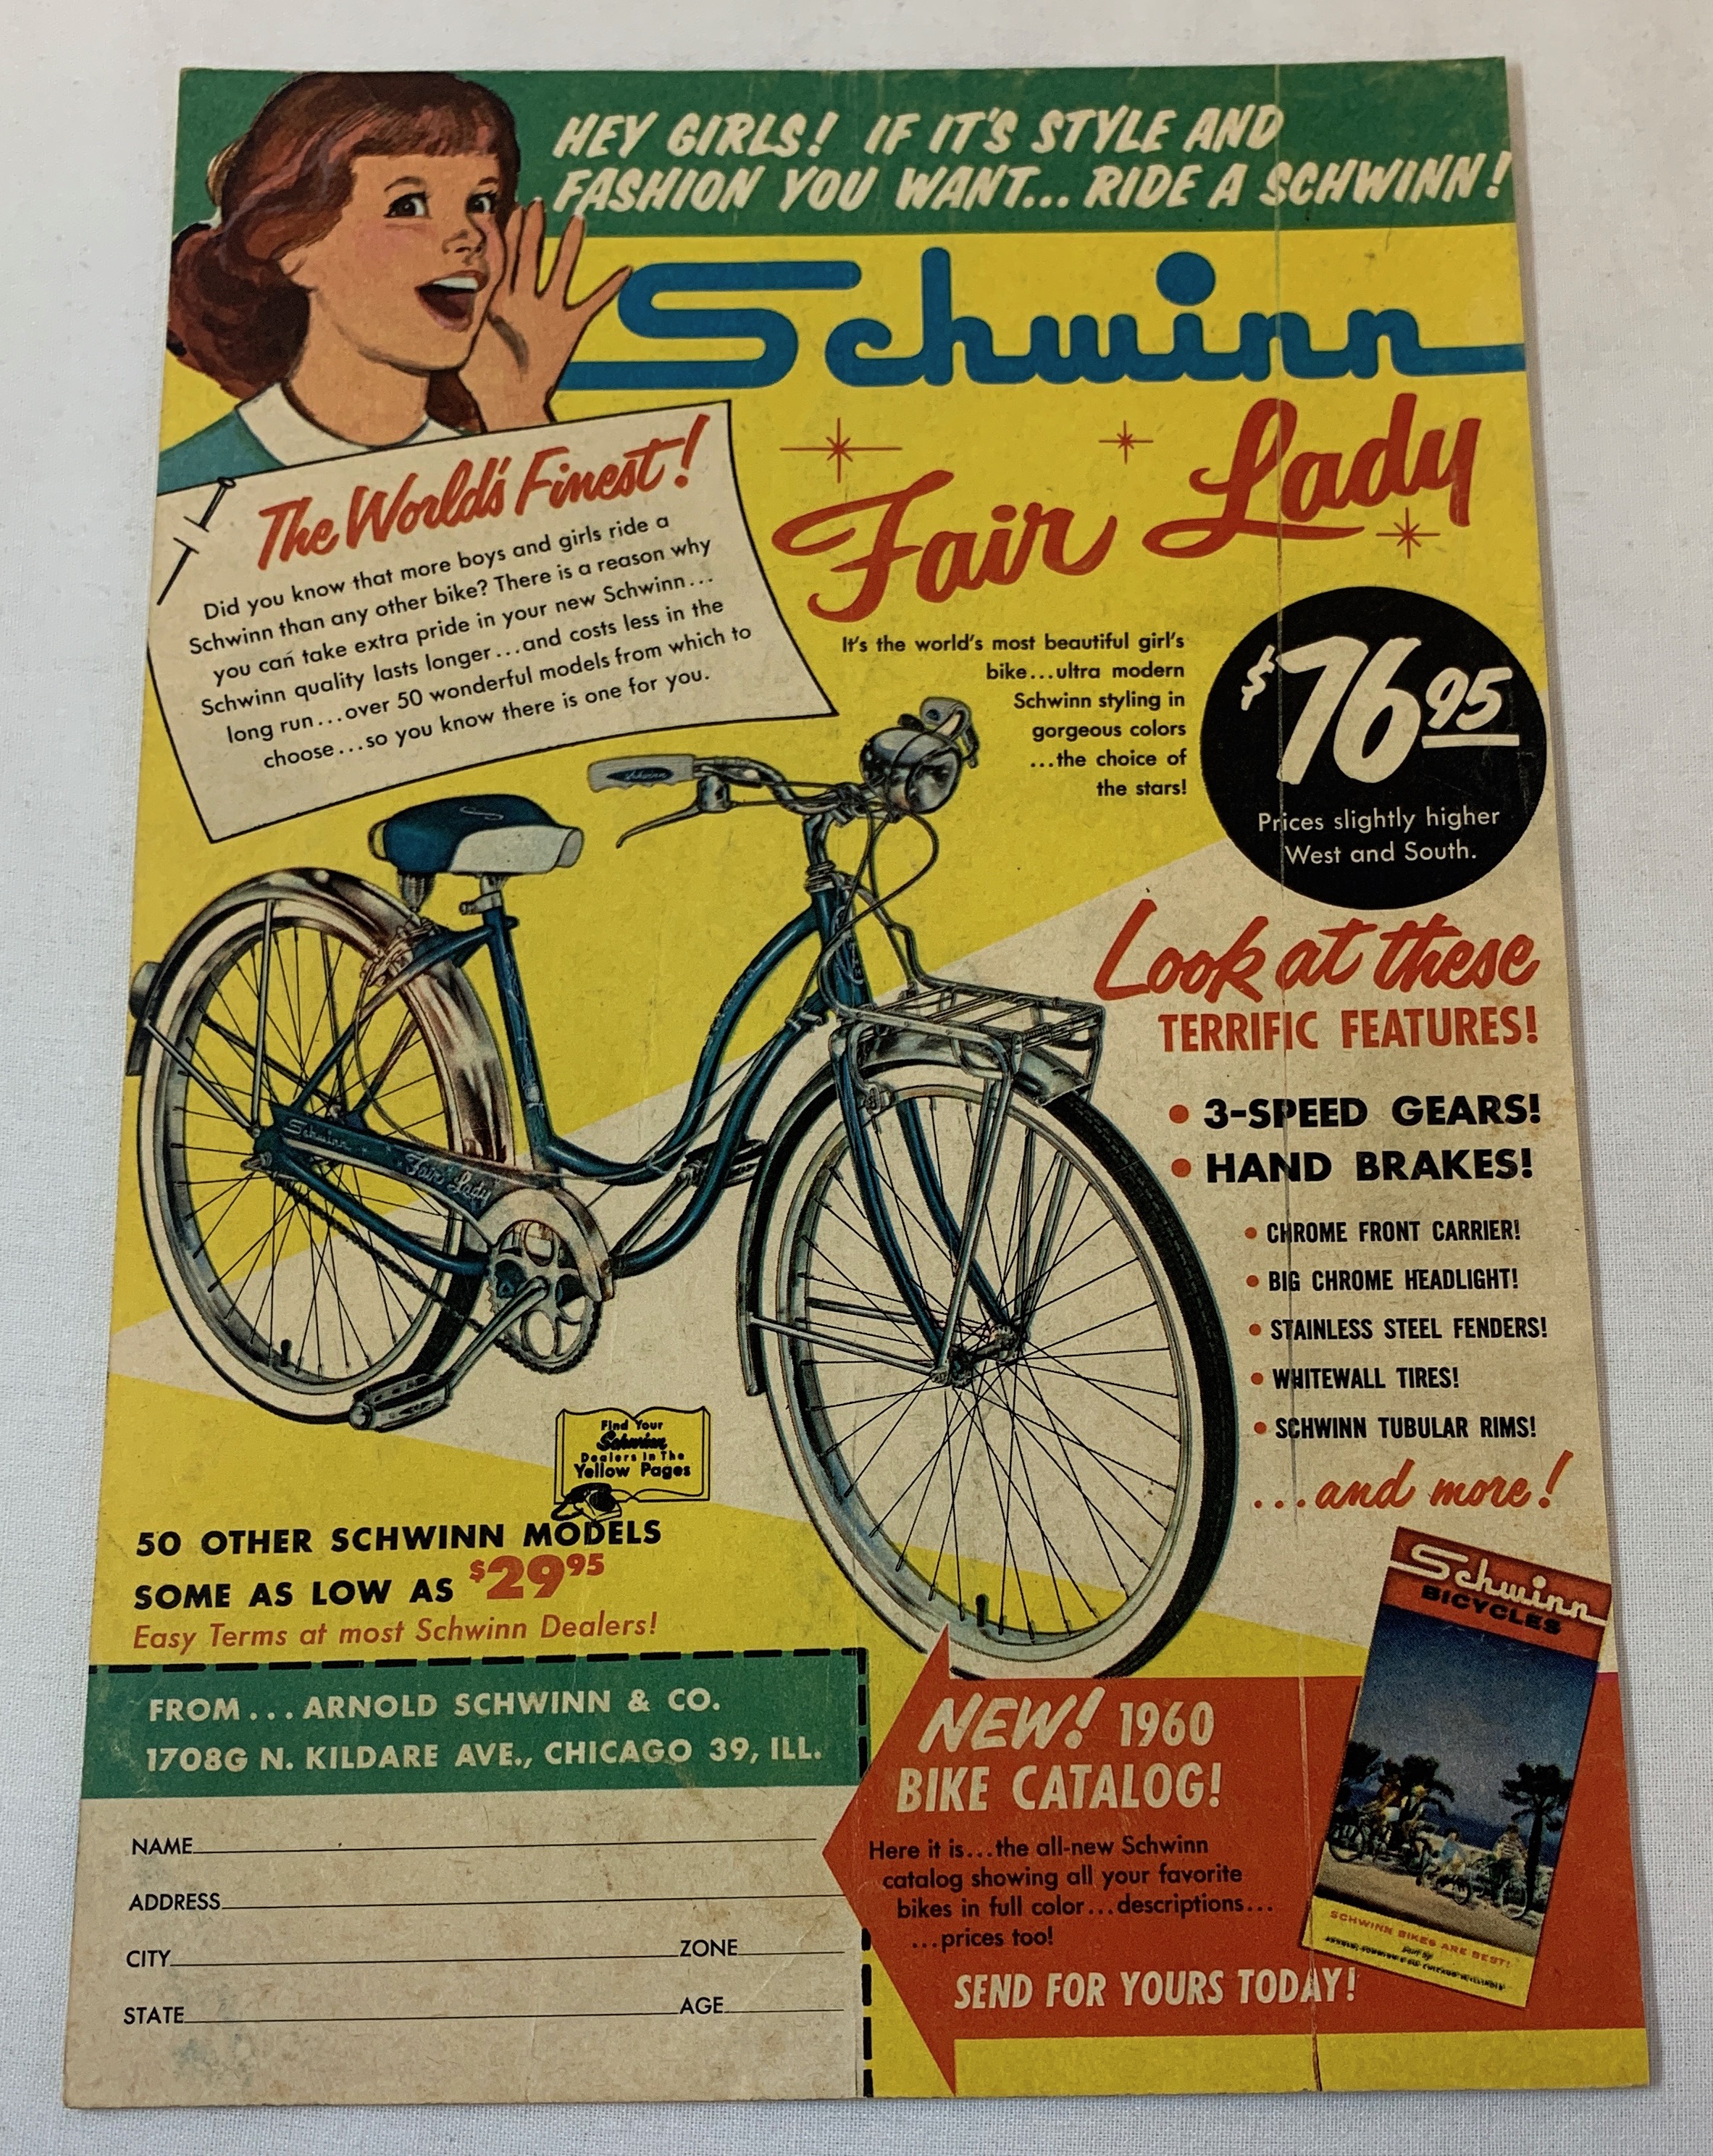 HEY GIRLS! IF IT'S STYLE AND
FASHION YOU WANT... RIDE A SCHWINN!
Schwinn
Fair Lady
The World's Finest!
Did you know that more boys and girls ride a
Schwinn than any other bike? There is a reason why
you can take extra pride in your new Schwinn...
Schwinn quality lasts longer...and costs less in the
long run...over 50 wonderful models from which to
choose...so you know there is one for you.
It's the world's most beautiful girl's
bike...ultra modern
Schwinn styling in
gorgeous colors
...the choice of
the stars!
$76 95
Prices slightly higher
West and South.
Schwinn
Look at these
TERRIFIC FEATURES!
• 3-SPEED GEARS!
• HAND BRAKES!
• CHROME FRONT CARRIER!
• BIG CHROME HEADLIGHT!
• STAINLESS STEEL FENDERS!
• WHITEWALL TIRES!
• SCHWINN TUBULAR RIMS!
...and more!
Schwinn
Fair Lady
Find Your
Schwinn
Dealers In The
Yellow Pages
50 OTHER SCHWINN MODELS
SOME AS LOW AS $29 95
Easy Terms at most Schwinn Dealers!
FROM... ARNOLD SCHWINN & CO.
1708G N. KILDARE AVE., CHICAGO 39, ILL.
NAME
ADDRESS
CITY ZONE
STATE AGE
NEW! 1960
BIKE CATALOG!
Here it is...the all-new Schwinn
catalog showing all your favorite
bikes in full color...descriptions...
...prices too!
SEND FOR YOURS TODAY!
Schwinn
BICYCLES
SCHWINN BIKES ARE BEST!